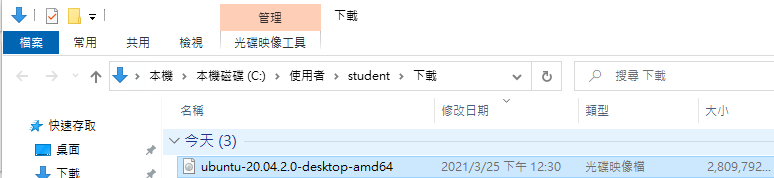 管理
下載
檔案
常用
共用
檢視
光碟映像工具
本機 本機磁碟 (C:) 使用者 student 下載
搜尋 下載
名稱 修改日期 類型 大小
快速存取
今天 (3)
桌面
ubuntu-20.04.2.0-desktop-amd64 2021/3/25 下午 12:30 光碟映像檔 2,809,792...
下載